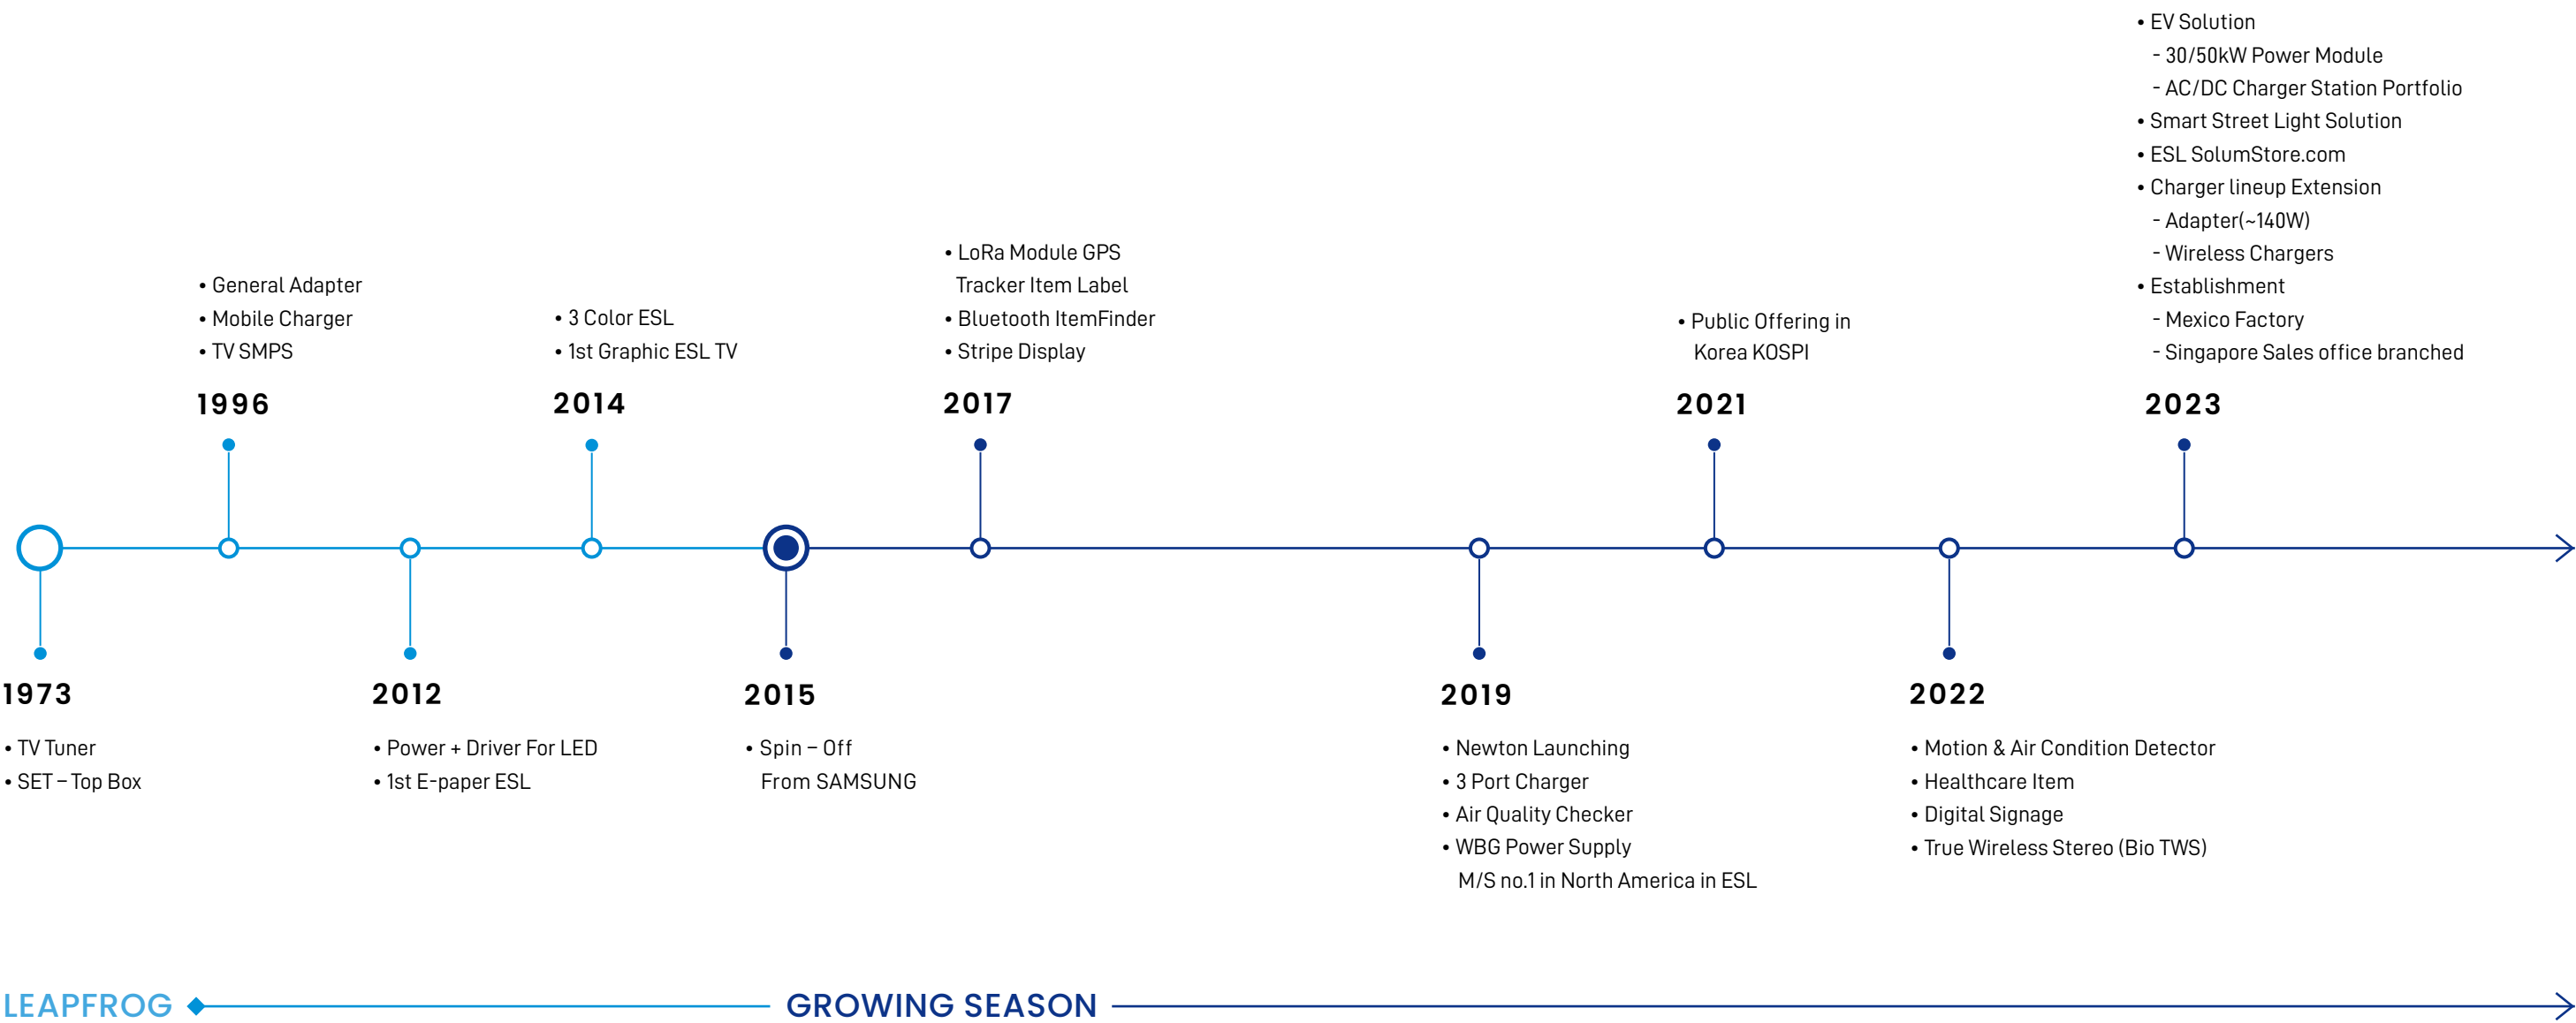 1973
• TV Tuner
• SET – Top Box
• General Adapter
• Mobile Charger
• TV SMPS
1996
2012
• Power + Driver For LED
• 1st E-paper ESL
• 3 Color ESL
• 1st Graphic ESL TV
2014
2015
• Spin – Off
From SAMSUNG
• LoRa Module GPS
Tracker Item Label
• Bluetooth ItemFinder
• Stripe Display
2017
2019
• Newton Launching
• 3 Port Charger
• Air Quality Checker
• WBG Power Supply
M/S no.1 in North America in ESL
• Public Offering in
Korea KOSPI
2021
2022
• Motion & Air Condition Detector
• Healthcare Item
• Digital Signage
• True Wireless Stereo (Bio TWS)
• EV Solution
- 30/50kW Power Module
- AC/DC Charger Station Portfolio
• Smart Street Light Solution
• ESL SolumStore.com
• Charger lineup Extension
- Adapter(~140W)
- Wireless Chargers
• Establishment
- Mexico Factory
- Singapore Sales office branched
2023
LEAPFROG
GROWING SEASON